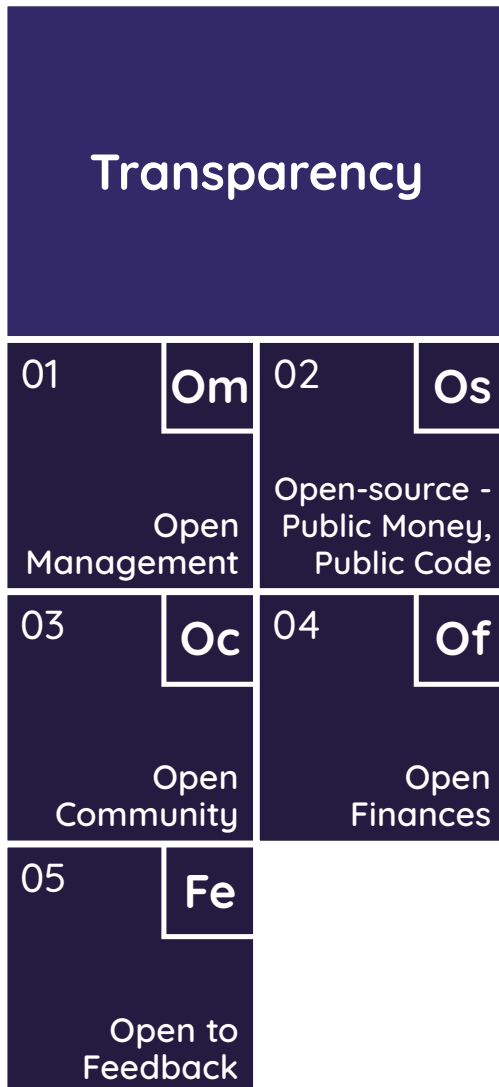 Transparency
01
Om
Open
Management
02
Os
Open-source -
Public Money,
Public Code
03
Oc
Open
Community
04
Of
Open
Finances
05
Fe
Open to
Feedback